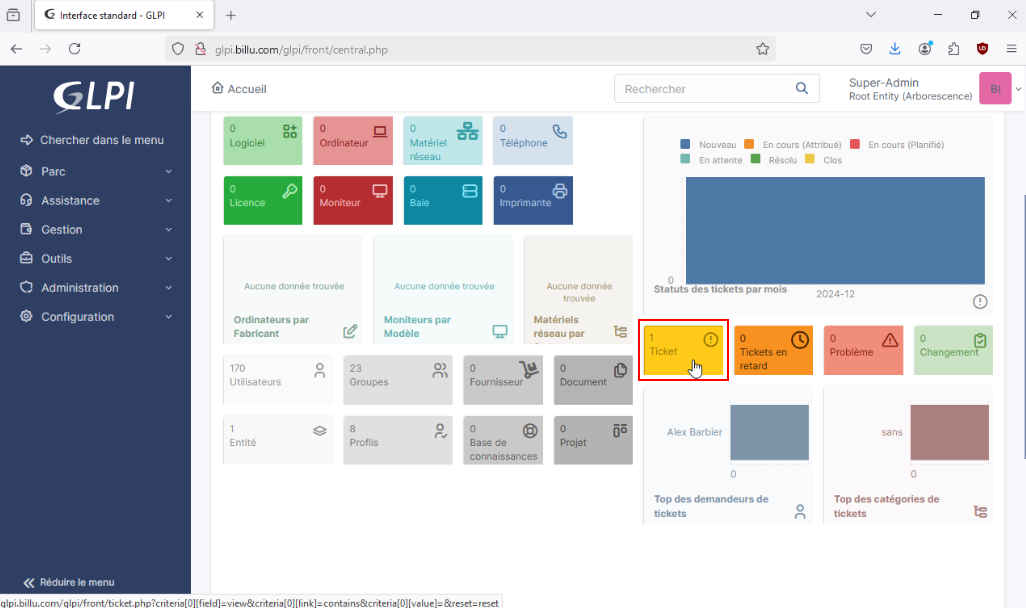 Interface standard - GLPI
glpi.billu.com/glpi/front/central.php
GLPI
Chercher dans le menu
Parc
Assistance
Gestion
Outils
Administration
Configuration
Réduire le menu
Accueil
Rechercher
Super-Admin
Root Entity (Arborescence)
BI
0
Logiciel
0
Ordinateur
0
Matériel
réseau
0
Téléphone
0
Licence
0
Moniteur
0
Baie
0
Imprimante
Aucune donnée trouvée
Ordinateurs par
Fabricant
Aucune donnée trouvée
Moniteurs par
Modèle
Aucune donnée
trouvée
Matériels
réseau par
170
Utilisateurs
23
Groupes
0
Fournisseur
0
Document
1
Entité
8
Profils
0
Base de
connaissances
0
Projet
Nouveau
En cours (Attribué)
En cours (Planifié)
En attente
Résolu
Clos
0
Statuts des tickets par mois
2024-12
1
Ticket
0
Tickets en
retard
0
Problème
0
Changement
Alex Barbier
0
Top des demandeurs de
tickets
sans
0
Top des catégories de
tickets
glpi.billu.com/glpi/front/ticket.php?criteria[0][field]=view&criteria[0][link]=contains&criteria[0][value]=&reset=reset